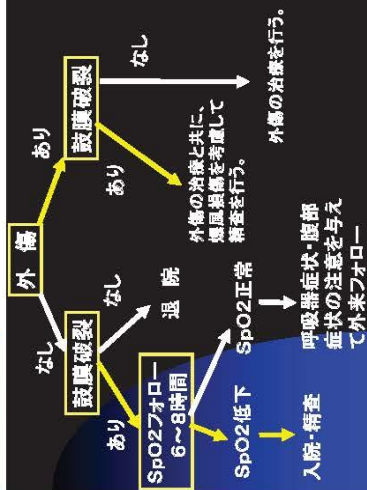 外 傷
なし
あり
鼓膜破裂
鼓膜破裂
あり
なし
あり
なし
SpO2フォロー
6～8時間
退 院
外傷の治療と共に、
爆風損傷を考慮して
精査を行う。
外傷の治療を行う。
SpO2低下
SpO2正常
入院・精査
呼吸器症状・腹部
症状の注意を与え
て外来フォロー